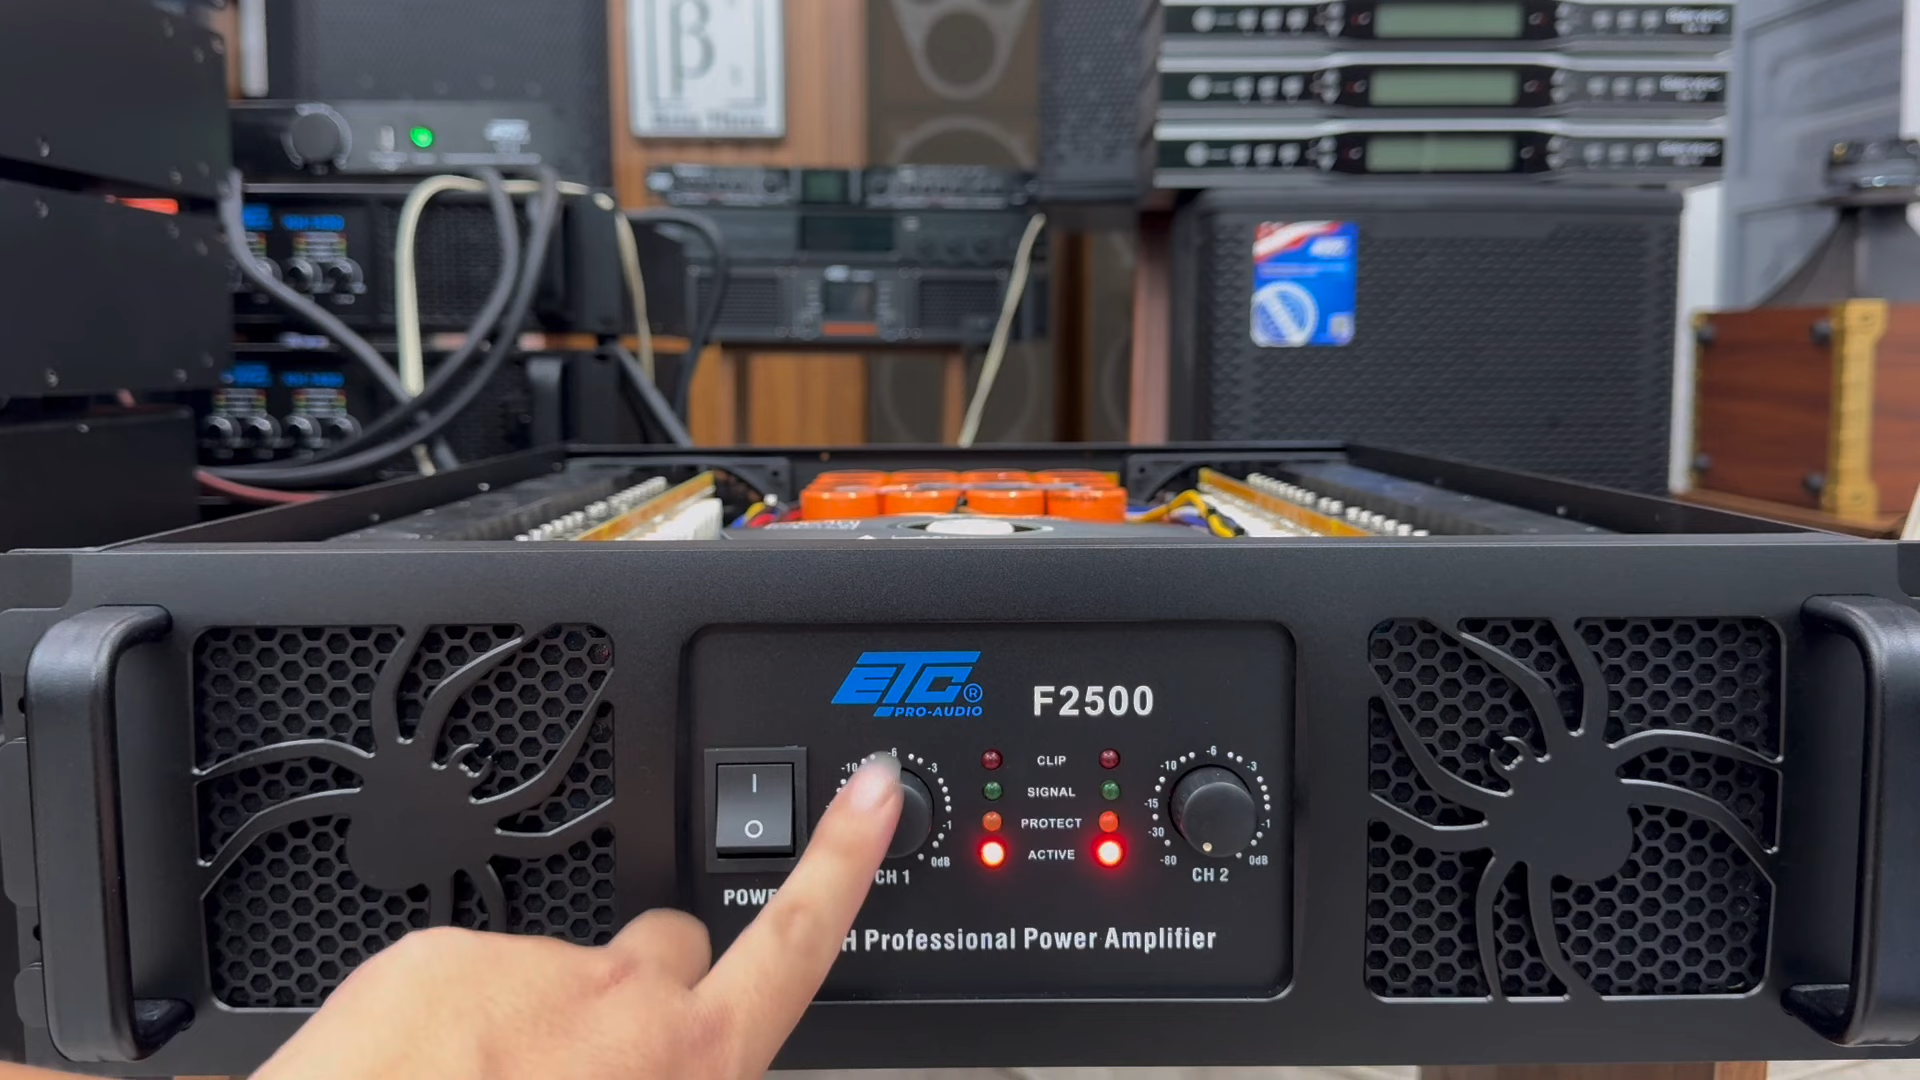 β
ETC®
PRO-AUDIO
F2500
-6
-10
-3
-1
0dB
CH 1
CLIP
SIGNAL
PROTECT
ACTIVE
-6
-10
-3
-15
-1
-30
-80
0dB
CH 2
I
O
H Professional Power Amplifier